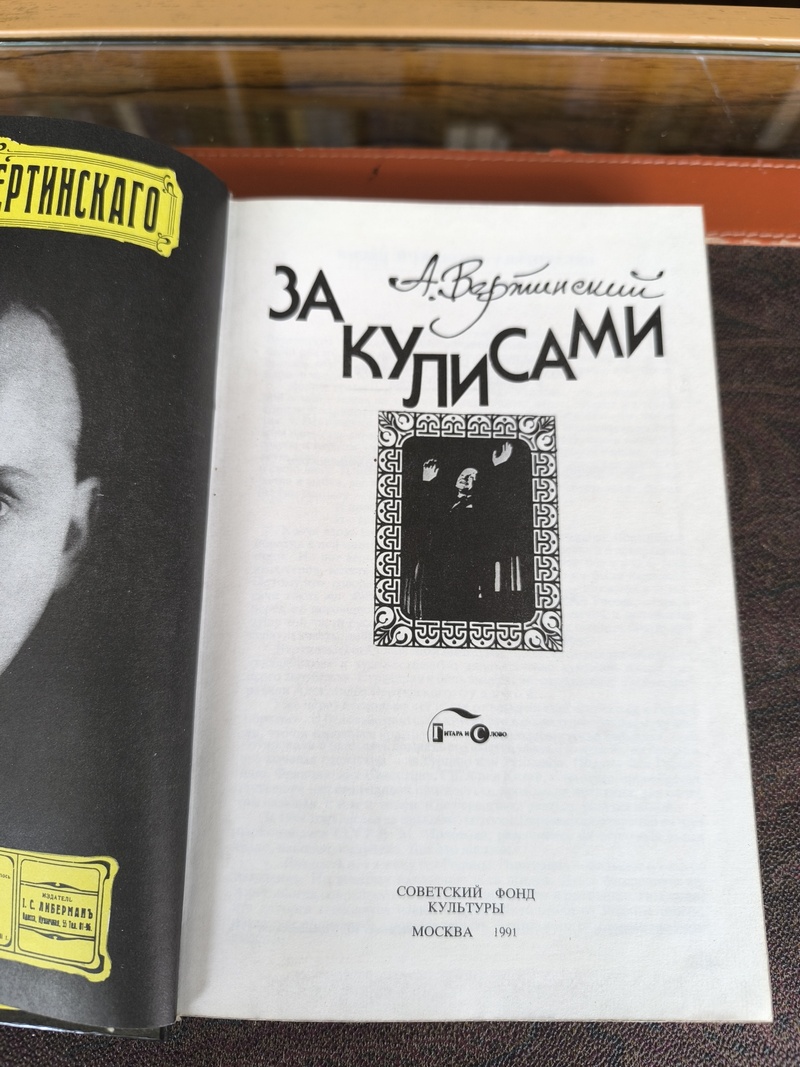 ЕРТИНСКАГО
ИЗДАТЕЛЬ
І. С. ЛИБЕРМАНЪ
А. Вертинский
ЗА
КУЛИСАМИ
ГИТАРА И СЛОВО
СОВЕТСКИЙ ФОНД
КУЛЬТУРЫ
МОСКВА 1991